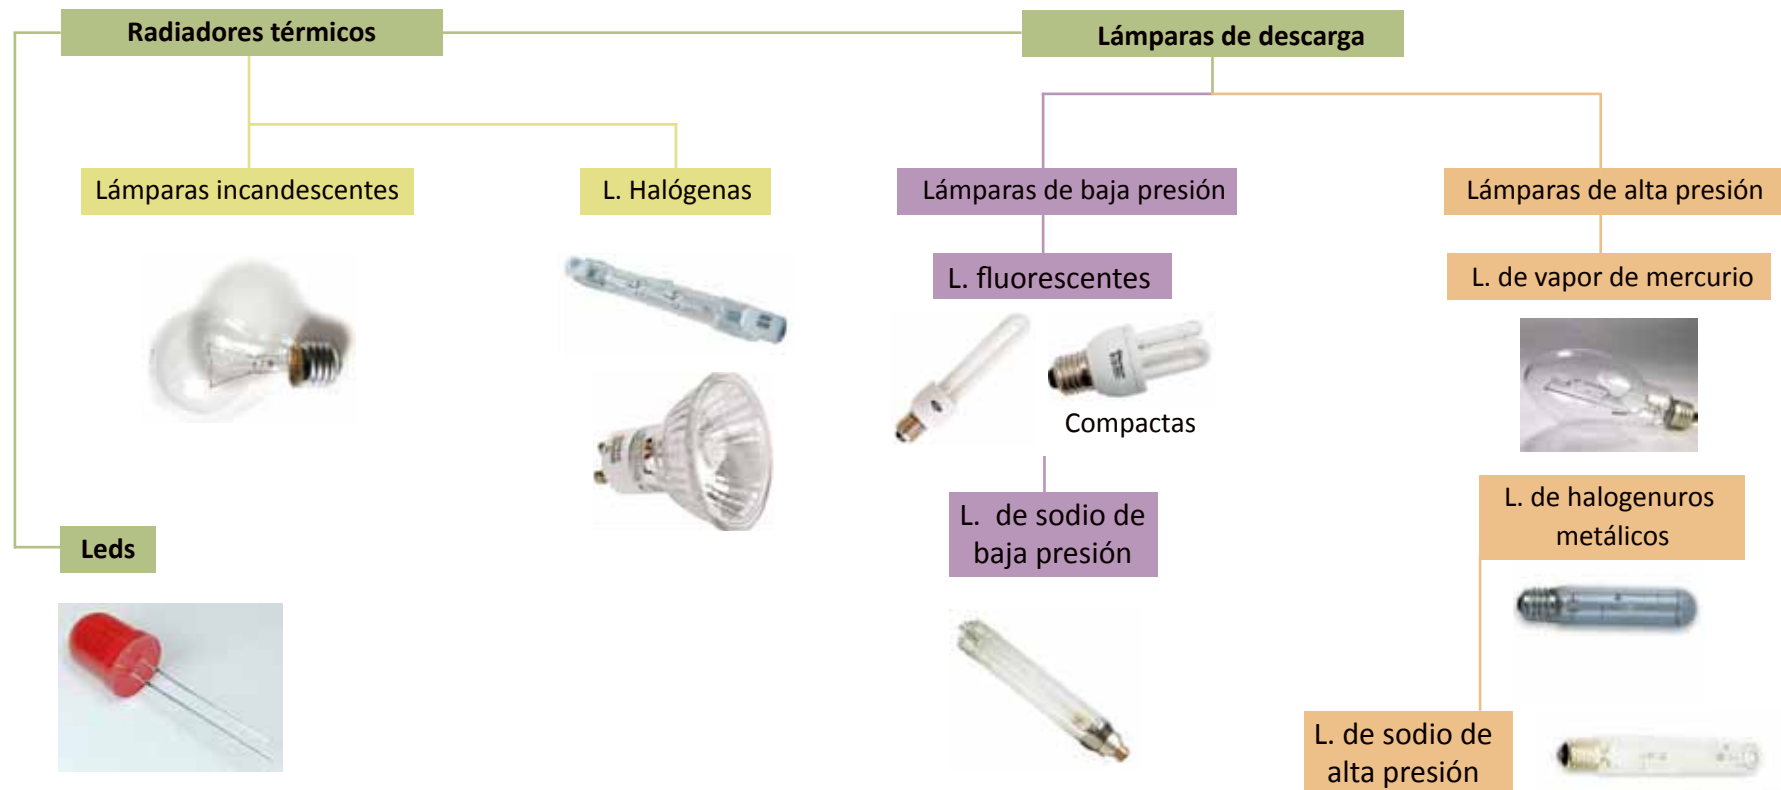 Radiadores térmicos
Lámparas de descarga
Lámparas incandescentes
L. Halógenas
Lámparas de baja presión
Lámparas de alta presión
L. fluorescentes
L. de vapor de mercurio
Compactas
L. de sodio de
baja presión
L. de halogenuros
metálicos
Leds
L. de sodio de
alta presión